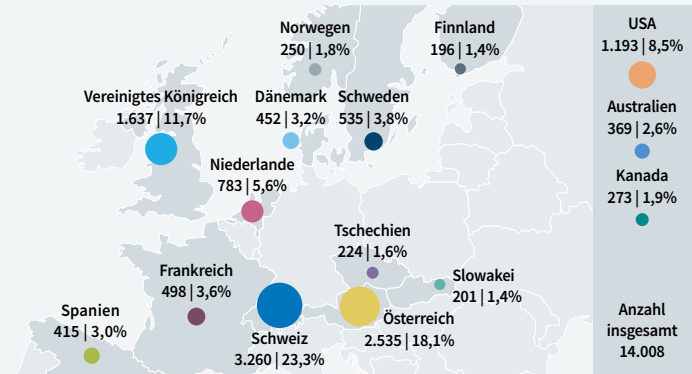 Norwegen
250 | 1,8%
Finnland
196 | 1,4%
USA
1.193 | 8,5%
Vereinigtes Königreich
1.637 | 11,7%
Dänemark
452 | 3,2%
Schweden
535 | 3,8%
Australien
369 | 2,6%
Niederlande
783 | 5,6%
Kanada
273 | 1,9%
Tschechien
224 | 1,6%
Frankreich
498 | 3,6%
Slowakei
201 | 1,4%
Spanien
415 | 3,0%
Schweiz
3.260 | 23,3%
Österreich
2.535 | 18,1%
Anzahl
insgesamt
14.008